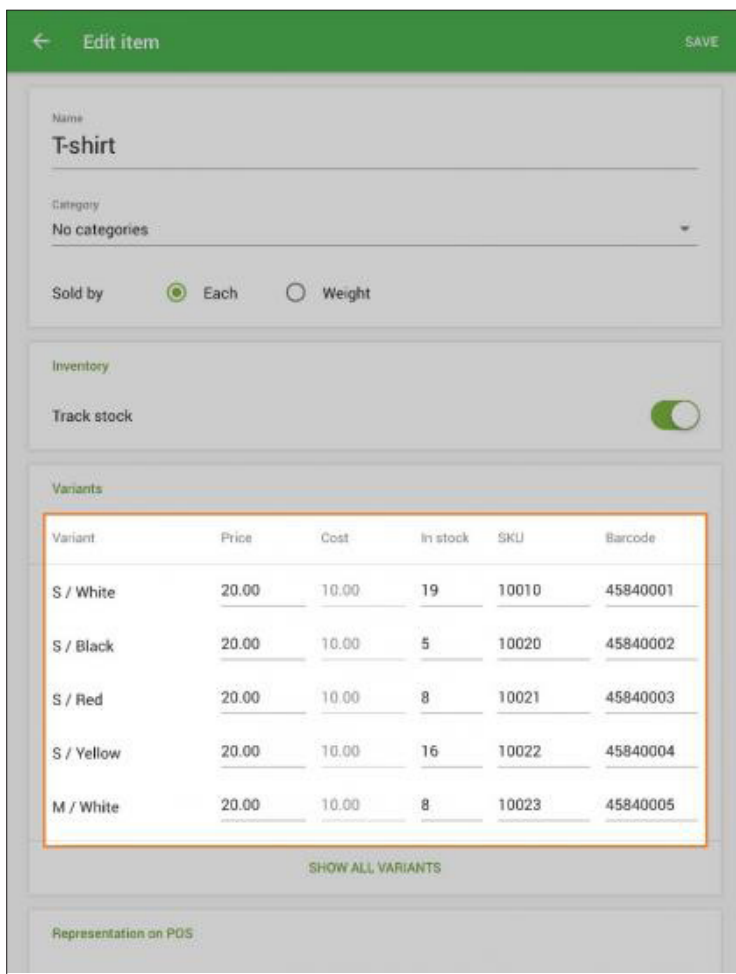 Edit item SAVE
Name
T-shirt
Category
No categories
Sold by Each Weight
Inventory
Track stock
Variants
Variant Price Cost In stock SKU Barcode
S / White 20.00 10.00 19 10010 45840001
S / Black 20.00 10.00 5 10020 45840002
S / Red 20.00 10.00 8 10021 45840003
S / Yellow 20.00 10.00 16 10022 45840004
M / White 20.00 10.00 8 10023 45840005
SHOW ALL VARIANTS
Representation on POS